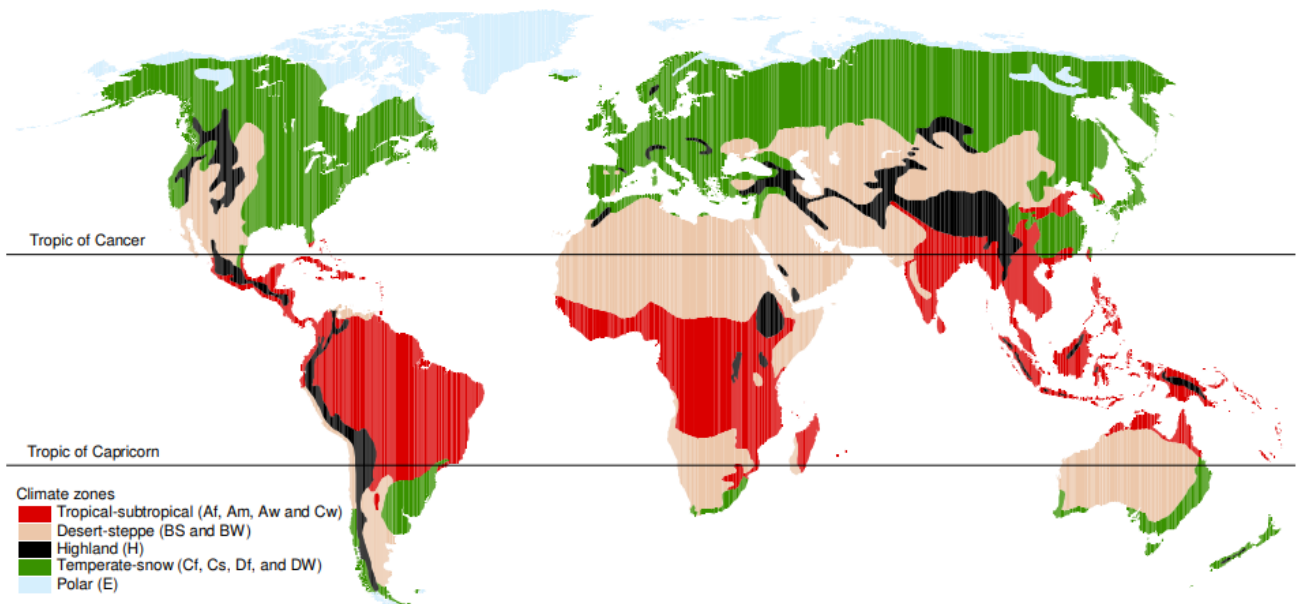 Tropic of Cancer
Tropic of Capricorn
Climate zones
Tropical-subtropical (Af, Am, Aw and Cw)
Desert-steppe (BS and BW)
Highland (H)
Temperate-snow (Cf, Cs, Df, and DW)
Polar (E)